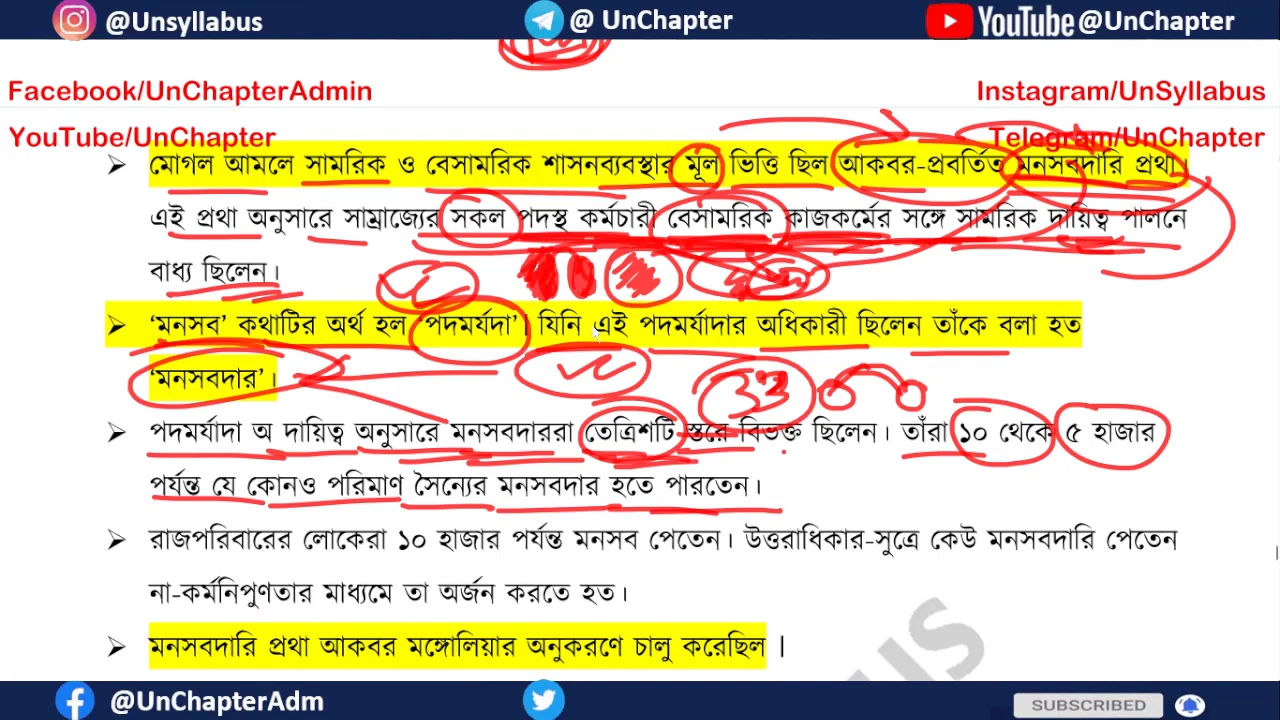 @Unsyllabus
@ UnChapter
YouTube @UnChapter
Facebook/UnChapterAdmin
Instagram/UnSyllabus
YouTube/UnChapter
Telegram/UnChapter
➢ মোগল আমলে সামরিক ও বেসামরিক শাসনব্যবস্থার মূল ভিত্তি ছিল আকবর-প্রবর্তিত মনসবদারি প্রথা।
এই প্রথা অনুসারে সাম্রাজ্যের সকল পদস্থ কর্মচারী বেসামরিক কাজকর্মের সঙ্গে সামরিক দায়িত্ব পালনে
বাধ্য ছিলেন।
➢ ‘মনসব’ কথাটির অর্থ হল ‘পদমর্যদা’। যিনি এই পদমর্যাদার অধিকারী ছিলেন তাঁকে বলা হত
‘মনসবদার’।
33
➢ পদমর্যাদা অ দায়িত্ব অনুসারে মনসবদাররা তেত্রিশটি স্তরে বিভক্ত ছিলেন। তাঁরা ১০ থেকে ৫ হাজার
পর্যন্ত যে কোনও পরিমাণ সৈন্যের মনসবদার হতে পারতেন।
➢ রাজপরিবারের লোকেরা ১০ হাজার পর্যন্ত মনসব পেতেন। উত্তরাধিকার-সুত্রে কেউ মনসবদারি পেতেন
না-কর্মনিপুণতার মাধ্যমে তা অর্জন করতে হত।
➢ মনসবদারি প্রথা আকবর মঙ্গোলিয়ার অনুকরণে চালু করেছিল |
@UnChapterAdm
SUBSCRIBED